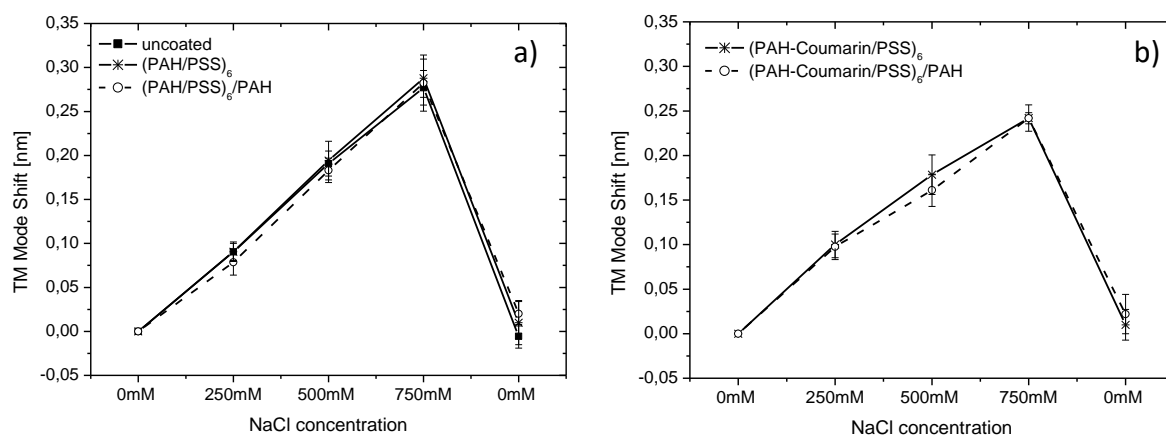 a)
uncoated
(PAH/PSS)₆
(PAH/PSS)₆/PAH
TM Mode Shift [nm]
0,35
0,30
0,25
0,20
0,15
0,10
0,05
0,00
-0,05
0mM 250mM 500mM 750mM 0mM
NaCl concentration
b)
(PAH-Coumarin/PSS)₆
(PAH-Coumarin/PSS)₆/PAH
TM Mode Shift [nm]
0,35
0,30
0,25
0,20
0,15
0,10
0,05
0,00
-0,05
0mM 250mM 500mM 750mM 0mM
NaCl concentration